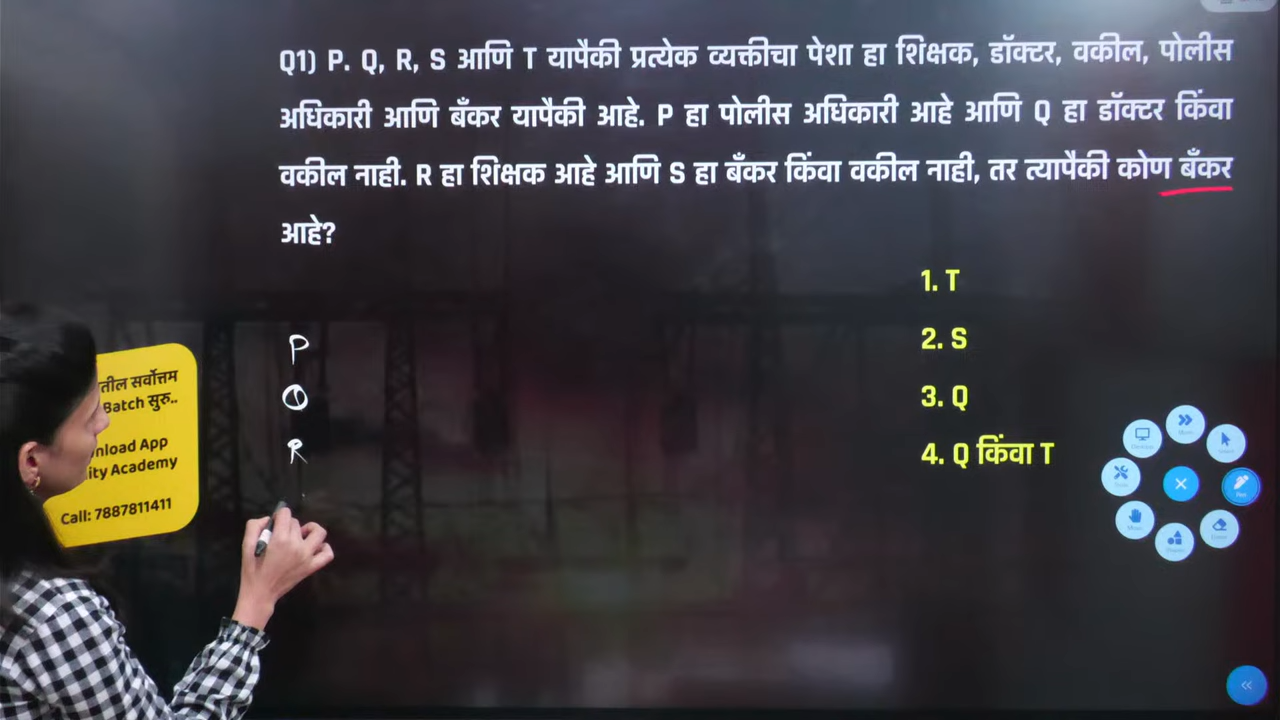 Q1) P. Q, R, S आणि T यापैकी प्रत्येक व्यक्तीचा पेशा हा शिक्षक, डॉक्टर, वकील, पोलीस
अधिकारी आणि बँकर यापैकी आहे. P हा पोलीस अधिकारी आहे आणि Q हा डॉक्टर किंवा
वकील नाही. R हा शिक्षक आहे आणि S हा बँकर किंवा वकील नाही, तर त्यापैकी कोण बँकर
आहे?
1. T
2. S
3. Q
4. Q किंवा T
P
Q
R
तील सर्वोत्तम
Batch सुरु..
nload App
ity Academy
Call: 7887811411